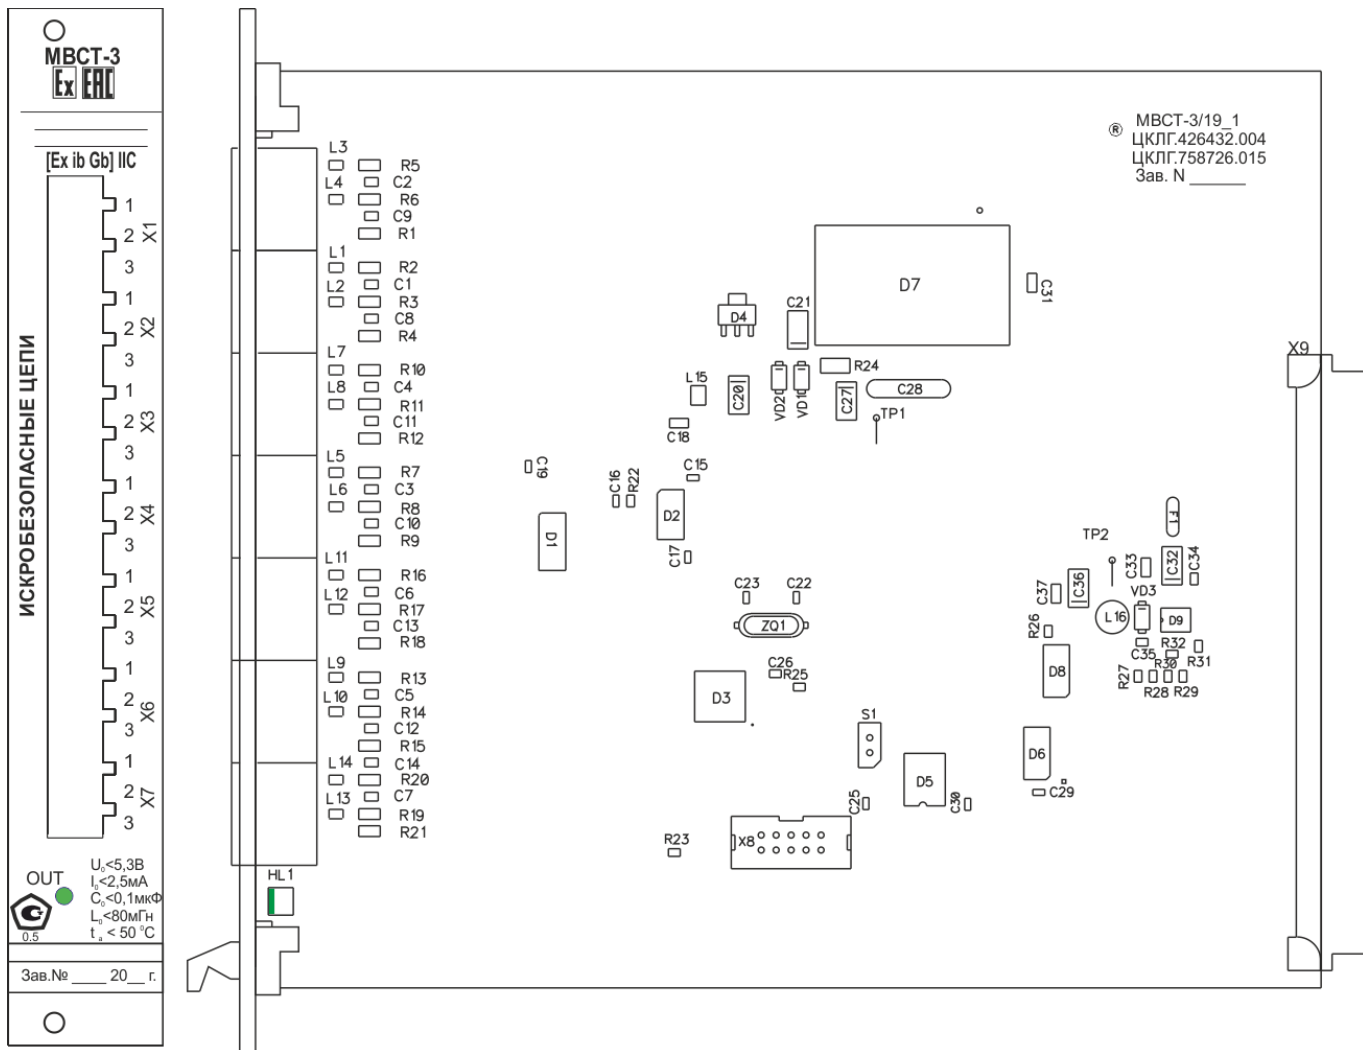 МВСТ-3
Ex ЕАС
[Ex ib Gb] IIC
ИСКРОБЕЗОПАСНЫЕ ЦЕПИ
1
2 X1
3
1
2 X2
3
1
2 X3
3
1
2 X4
3
1
2 X5
3
1
2 X6
3
1
2 X7
3
OUT
U₀<5,3В
I₀<2,5мА
C₀<0,1мкФ
L₀<80мГн
tₐ < 50 °C
0.5
Зав.№ ____ 20__ г.
® МВСТ-3/19_1
ЦКЛГ.426432.004
ЦКЛГ.758726.015
Зав. N ______
L3
R5
L4 C2
R6
C9
R1
L1
R2
L2 C1
R3
C8
R4
L7
R10
L8 C4
R11
C11
R12
L5
R7
L6 C3
R8
C10
R9
L11
R16
L12 C6
R17
C13
R18
L9
R13
L10 C5
R14
C12
R15
L14 C14
R20
L13 C7
R19
R21
HL1
D7
C31
D4
C21
R24
L15
C20
VD2
VD1
C27
C28
TP1
C18
C19
C16
R22
C15
D2
D1
C17
C23
C22
ZQ1
C26
R25
D3
S1
D5
C25
C30
X8
R23
X9
F1
TP2
C33
C32
C34
C37
C36
VD3
L16
D9
R26
C35
R32
R31
D8
R27
R30
R28
R29
D6
C29